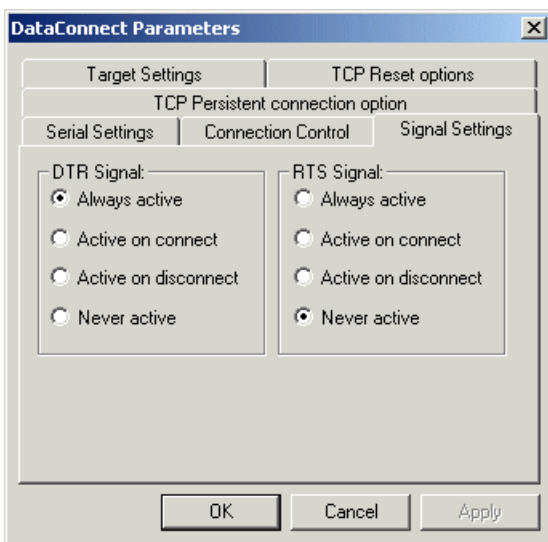 DataConnect Parameters
Target Settings
TCP Reset options
TCP Persistent connection option
Serial Settings
Connection Control
Signal Settings
DTR Signal:
Always active
Active on connect
Active on disconnect
Never active
RTS Signal:
Always active
Active on connect
Active on disconnect
Never active
OK
Cancel
Apply